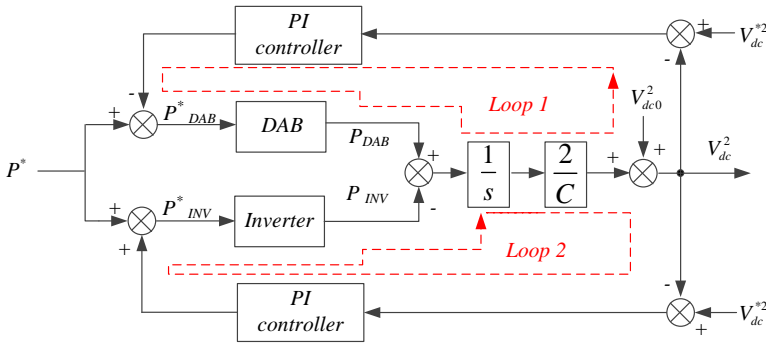 PI
controller
+
V*2dc
-
-
Loop 1
V2dc0
+
P*DAB
DAB
PDAB
+
1
s
2
C
+
+
V2dc
P*
+
P*INV
Inverter
P INV
-
+
Loop 2
PI
controller
-
+
V*2dc